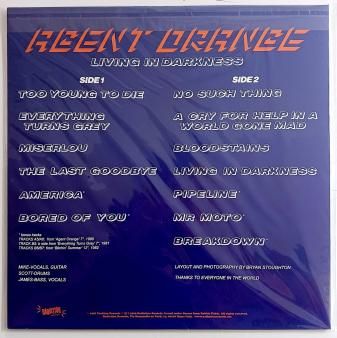 AGENT ORANGE
LIVING IN DARKNESS
SIDE 1
TOO YOUNG TO DIE
EVERYTHING
TURNS GREY
MISERLOU
THE LAST GOODBYE
AMERICA*
BORED OF YOU*
SIDE 2
NO SUCH THING
A CRY FOR HELP IN A
WORLD GONE MAD
BLOODSTAINS
LIVING IN DARKNESS
PIPELINE*
MR MOTO*
BREAKDOWN*
* bonus tracks
MIKE-VOCALS, GUITAR
SCOTT-DRUMS
JAMES-BASS, VOCALS
LAYOUT AND PHOTOGRAPHY BY BRYAN STOUGHTON
THANKS TO EVERYONE IN THE WORLD